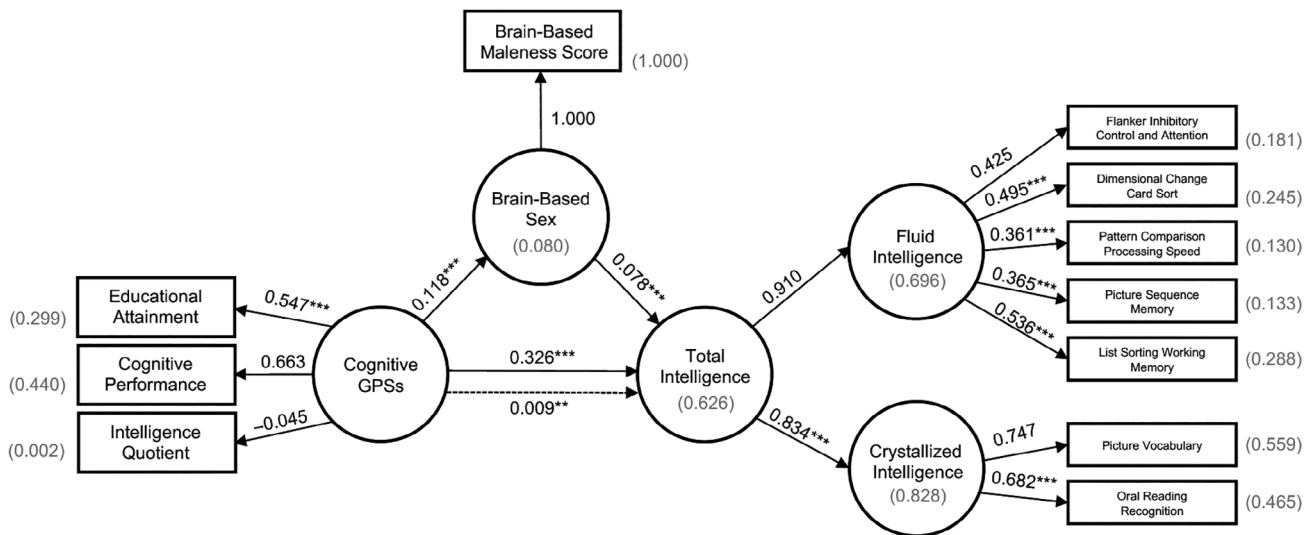 Brain-Based
Maleness Score
(1.000)
1.000
Brain-Based
Sex
(0.080)
0.118***
0.078***
Educational
Attainment
(0.299)
0.547***
Cognitive
Performance
(0.440)
0.663
Intelligence
Quotient
(0.002)
−0.045
Cognitive
GPSs
0.326***
0.009**
Total
Intelligence
(0.626)
0.910
0.834***
Fluid
Intelligence
(0.696)
0.425
Flanker Inhibitory
Control and Attention
(0.181)
0.495***
Dimensional Change
Card Sort
(0.245)
0.361***
Pattern Comparison
Processing Speed
(0.130)
0.365***
Picture Sequence
Memory
(0.133)
0.536***
List Sorting Working
Memory
(0.288)
Crystallized
Intelligence
(0.828)
0.747
Picture Vocabulary
(0.559)
0.682***
Oral Reading
Recognition
(0.465)